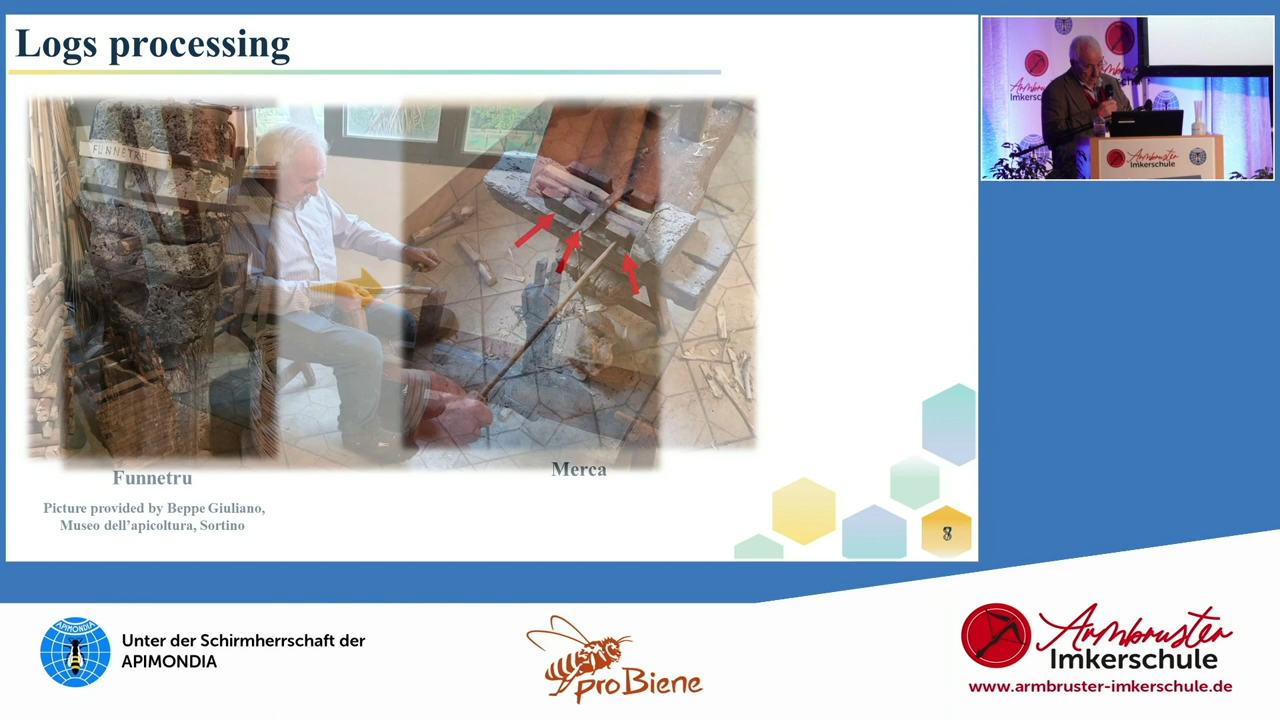 Logs processing
FUNNETRU
Funnetru
Picture provided by Beppe Giuliano,
Museo dell'apicoltura, Sortino
Merca
Armbruster
Imkerschule
Unter der Schirmherrschaft der
APIMONDIA
APIMONDIA
proBiene
Armbruster
Imkerschule
www.armbruster-imkerschule.de